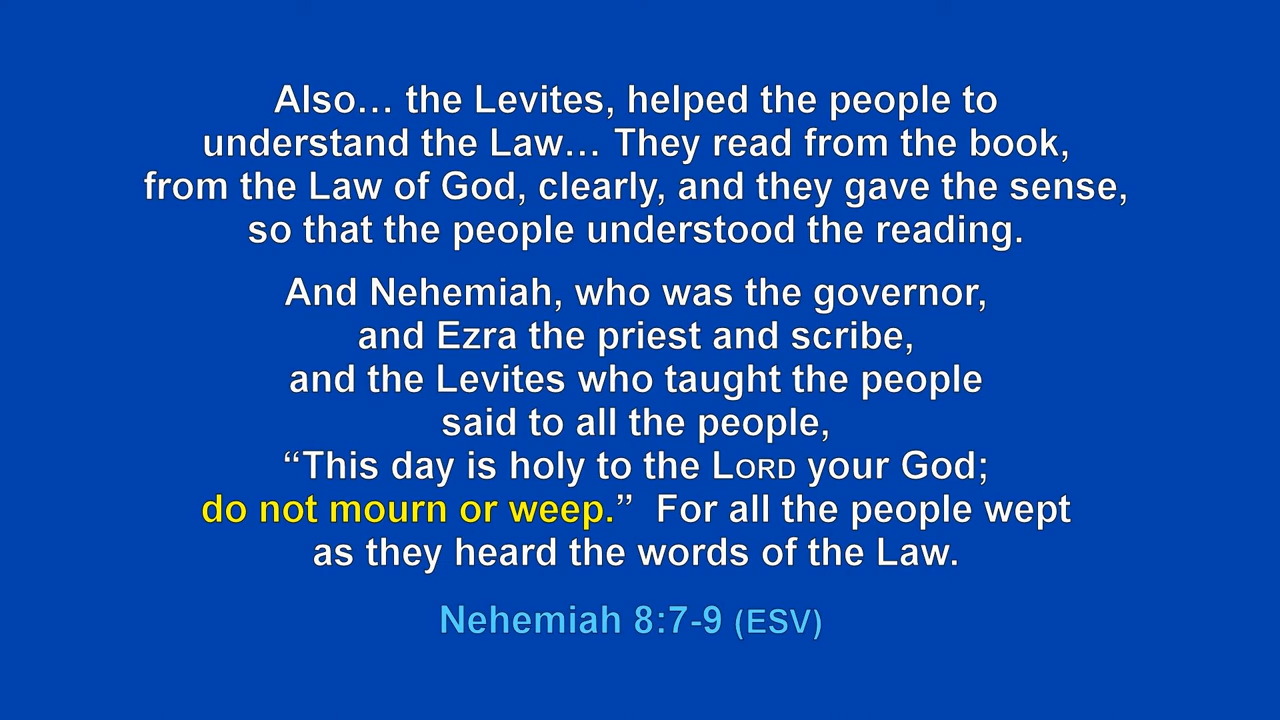 Also… the Levites, helped the people to
understand the Law… They read from the book,
from the Law of God, clearly, and they gave the sense,
so that the people understood the reading.
And Nehemiah, who was the governor,
and Ezra the priest and scribe,
and the Levites who taught the people
said to all the people,
“This day is holy to the LORD your God;
do not mourn or weep.”  For all the people wept
as they heard the words of the Law.
Nehemiah 8:7-9 (ESV)